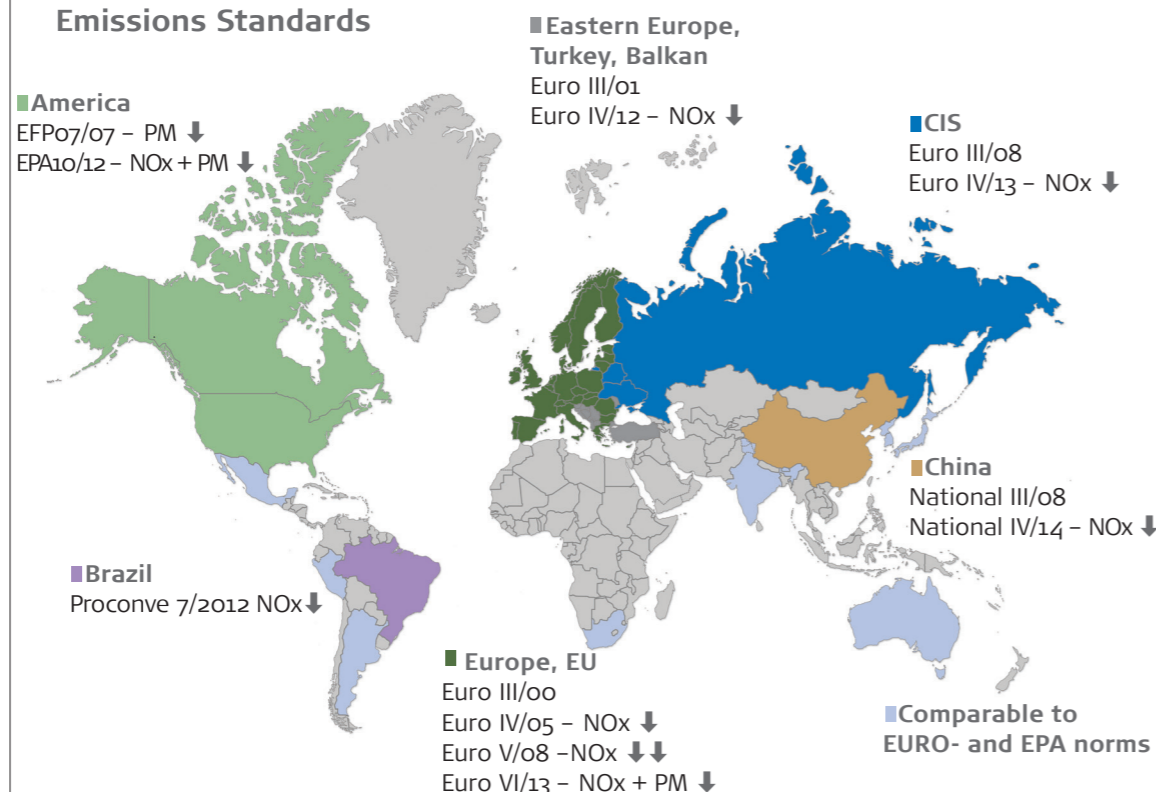 Emissions Standards
Eastern Europe,
Turkey, Balkan
Euro III/01
Euro IV/12 – NOx ↓
America
EFP07/07 – PM ↓
EPA10/12 – NOx + PM ↓
CIS
Euro III/08
Euro IV/13 – NOx ↓
China
National III/08
National IV/14 – NOx ↓
Brazil
Proconve 7/2012 NOx ↓
Europe, EU
Euro III/00
Euro IV/05 – NOx ↓
Euro V/08 –NOx ↓↓
Euro VI/13 – NOx + PM ↓
Comparable to
EURO- and EPA norms